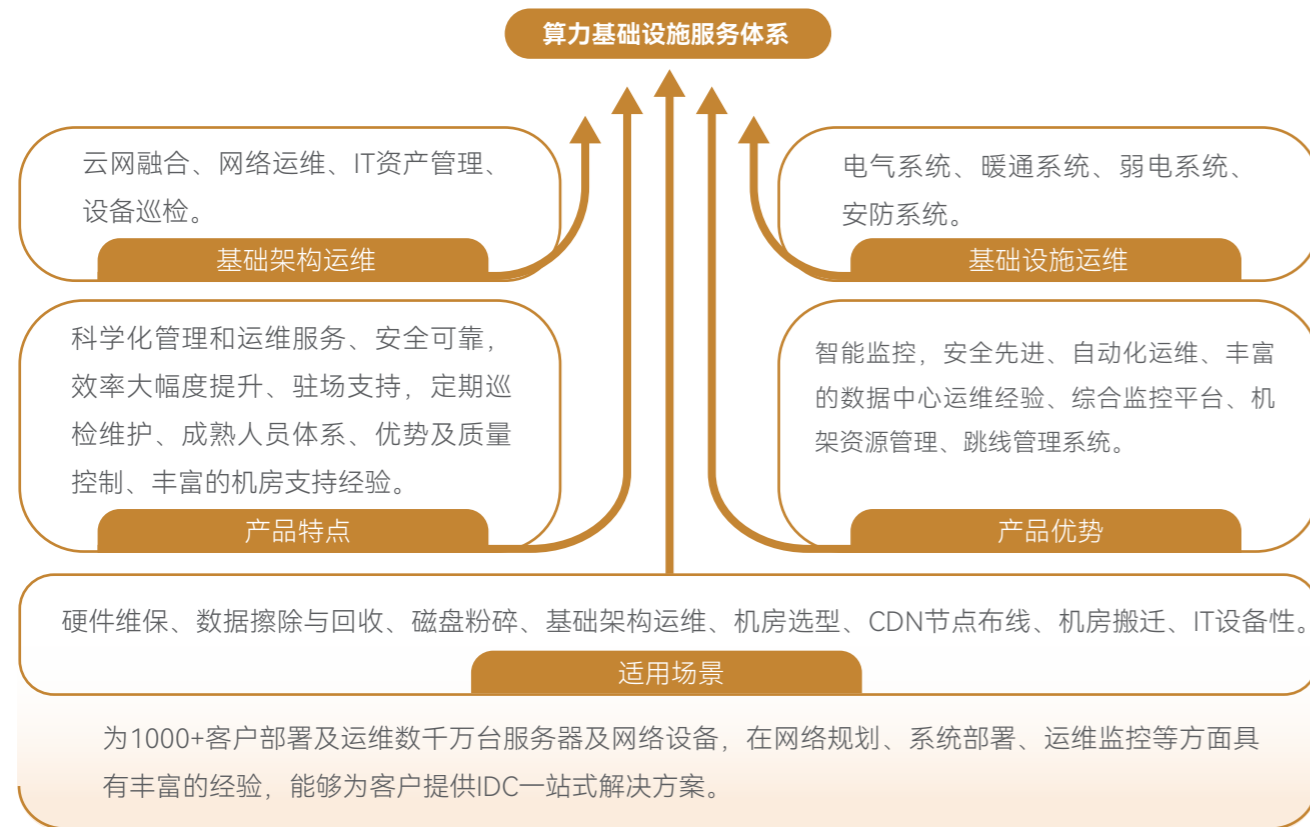 算力基础设施服务体系
云网融合、网络运维、IT资产管理、
设备巡检。
基础架构运维
电气系统、暖通系统、弱电系统、
安防系统。
基础设施运维
科学化管理和运维服务、安全可靠，
效率大幅度提升、驻场支持，定期巡
检维护、成熟人员体系、优势及质量
控制、丰富的机房支持经验。
产品特点
智能监控，安全先进、自动化运维、丰富
的数据中心运维经验、综合监控平台、机
架资源管理、跳线管理系统。
产品优势
硬件维保、数据擦除与回收、磁盘粉碎、基础架构运维、机房选型、CDN节点布线、机房搬迁、IT设备性。
适用场景
为1000+客户部署及运维数千万台服务器及网络设备，在网络规划、系统部署、运维监控等方面具
有丰富的经验，能够为客户提供IDC一站式解决方案。